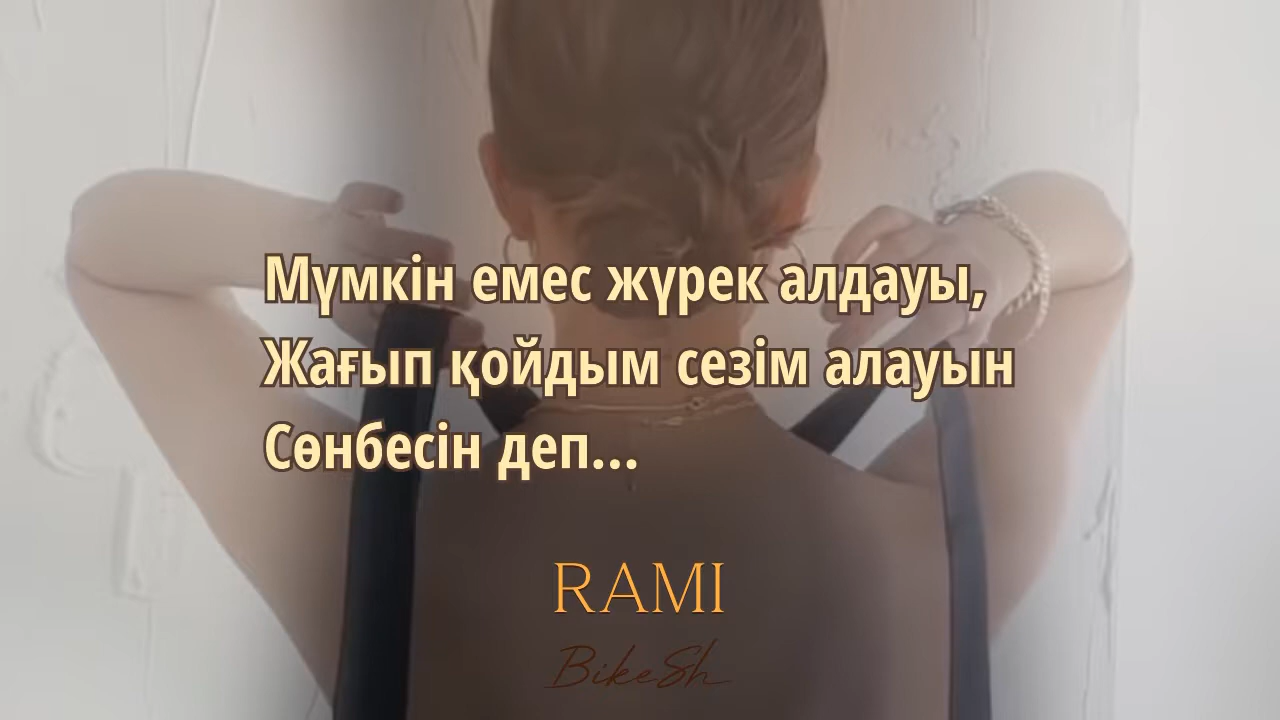 Мүмкін емес жүрек алдауы,
Жағып қойдым сезім алауын
Сөнбесін деп...
RAMI
BikeSh